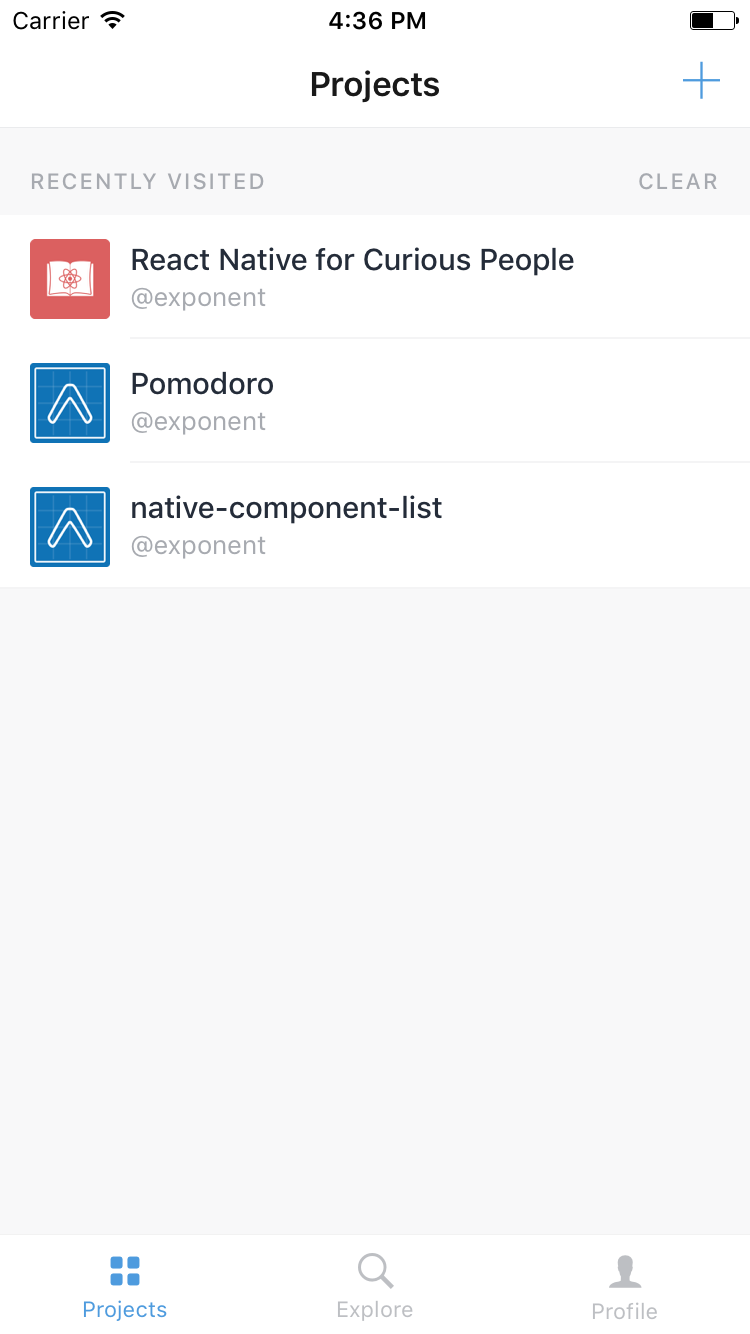 Carrier 4:36 PM
Projects
RECENTLY VISITED CLEAR
React Native for Curious People
@exponent
Pomodoro
@exponent
native-component-list
@exponent
Projects Explore Profile